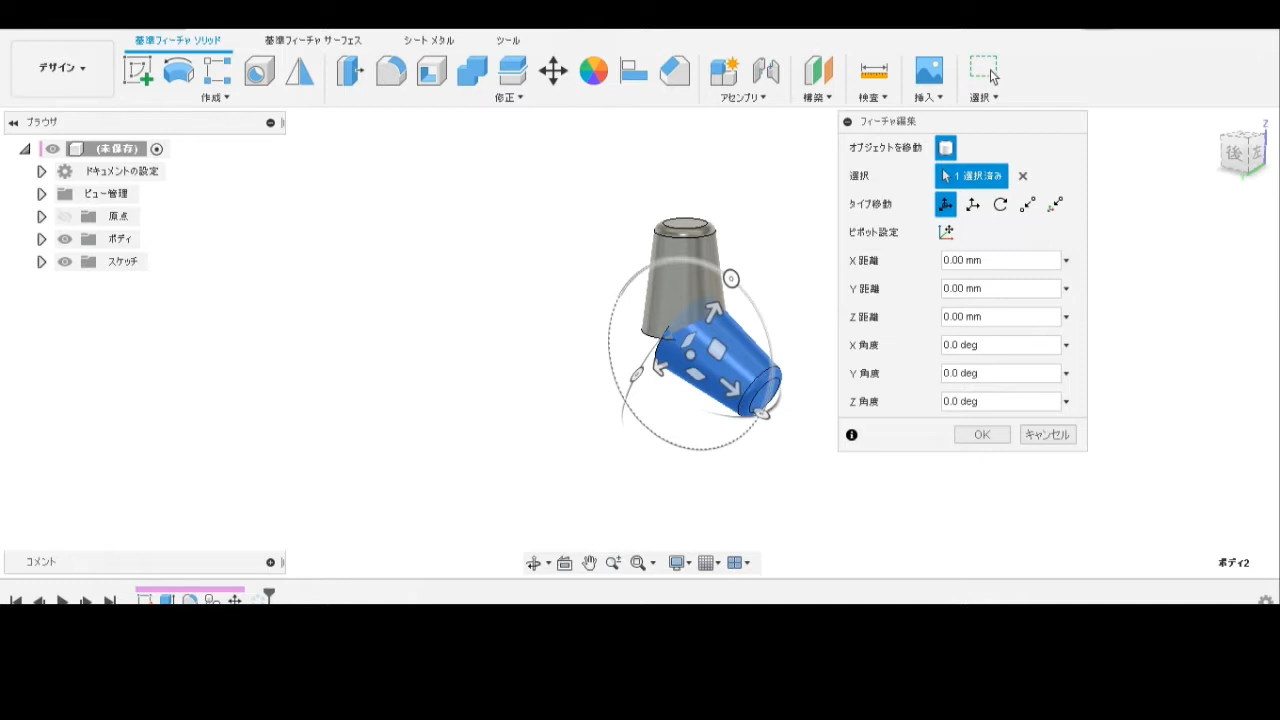 基準フィーチャ ソリッド
基準フィーチャ サーフェス
シート メタル
ツール
デザイン
作成
修正
アセンブリ
構築
検査
挿入
選択
ブラウザ
(未保存)
ドキュメントの設定
ビュー管理
原点
ボディ
スケッチ
フィーチャ編集
オブジェクトを移動
選択 1 選択済み
タイプ移動
ピボット設定
X 距離 0.00 mm
Y 距離 0.00 mm
Z 距離 0.00 mm
X 角度 0.0 deg
Y 角度 0.0 deg
Z 角度 0.0 deg
OK キャンセル
Z
後 左
コメント
ボディ2